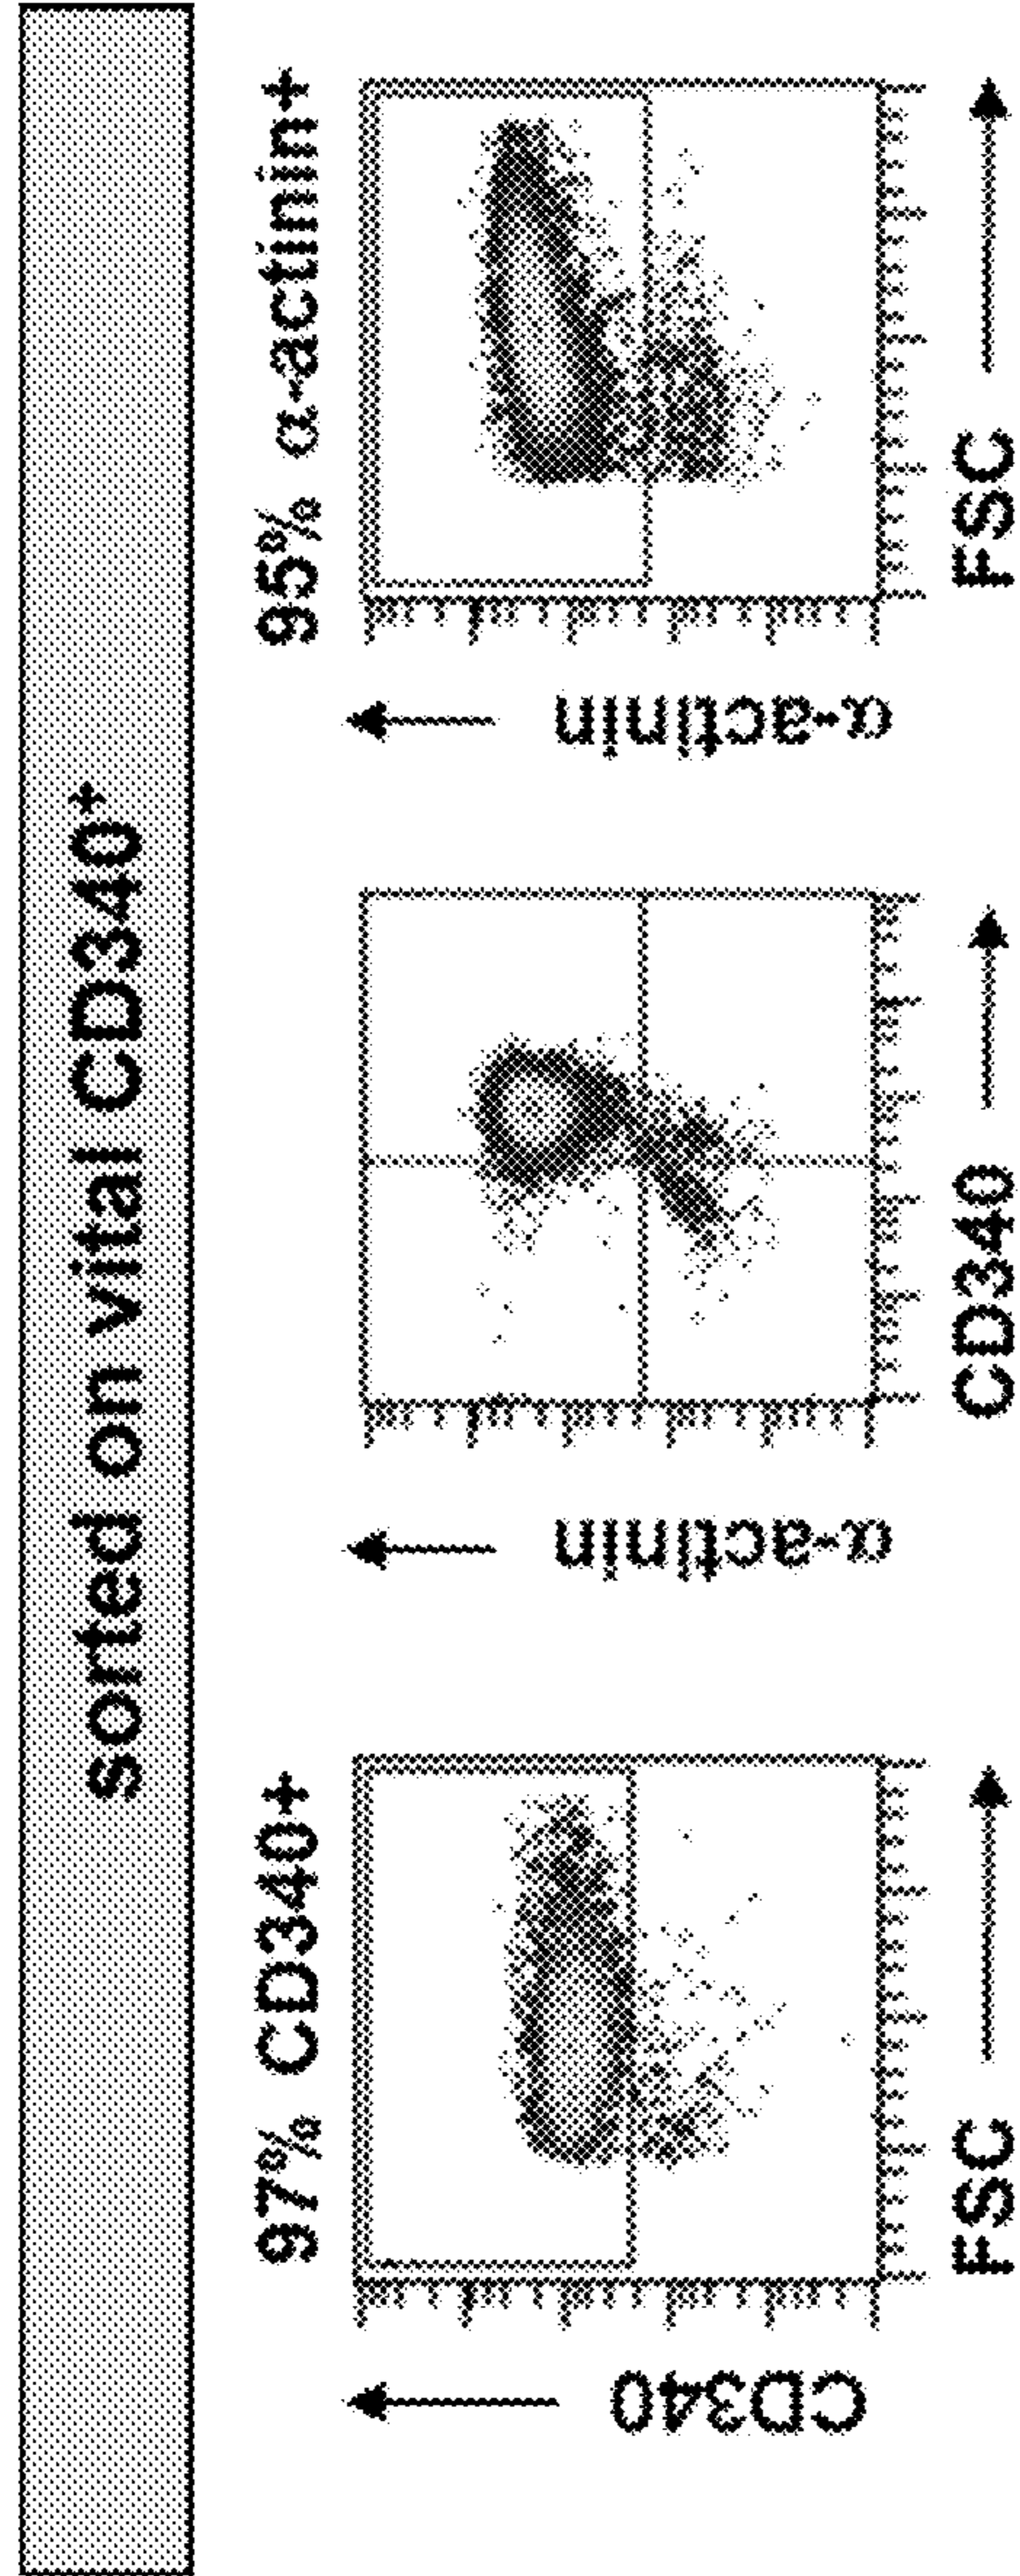 sorted on vital CD340+
97% CD340+
CD340
FSC
α-actinin
CD340
95% α-actinin+
α-actinin
FSC